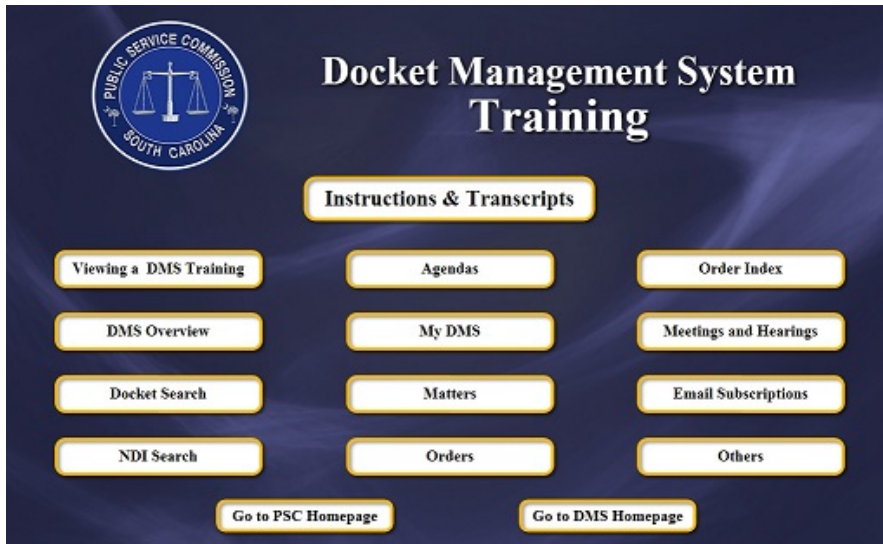 PUBLIC SERVICE COMMISSION
SOUTH CAROLINA
Docket Management System
Training
Instructions & Transcripts
Viewing a DMS Training
Agendas
Order Index
DMS Overview
My DMS
Meetings and Hearings
Docket Search
Matters
Email Subscriptions
NDI Search
Orders
Others
Go to PSC Homepage
Go to DMS Homepage